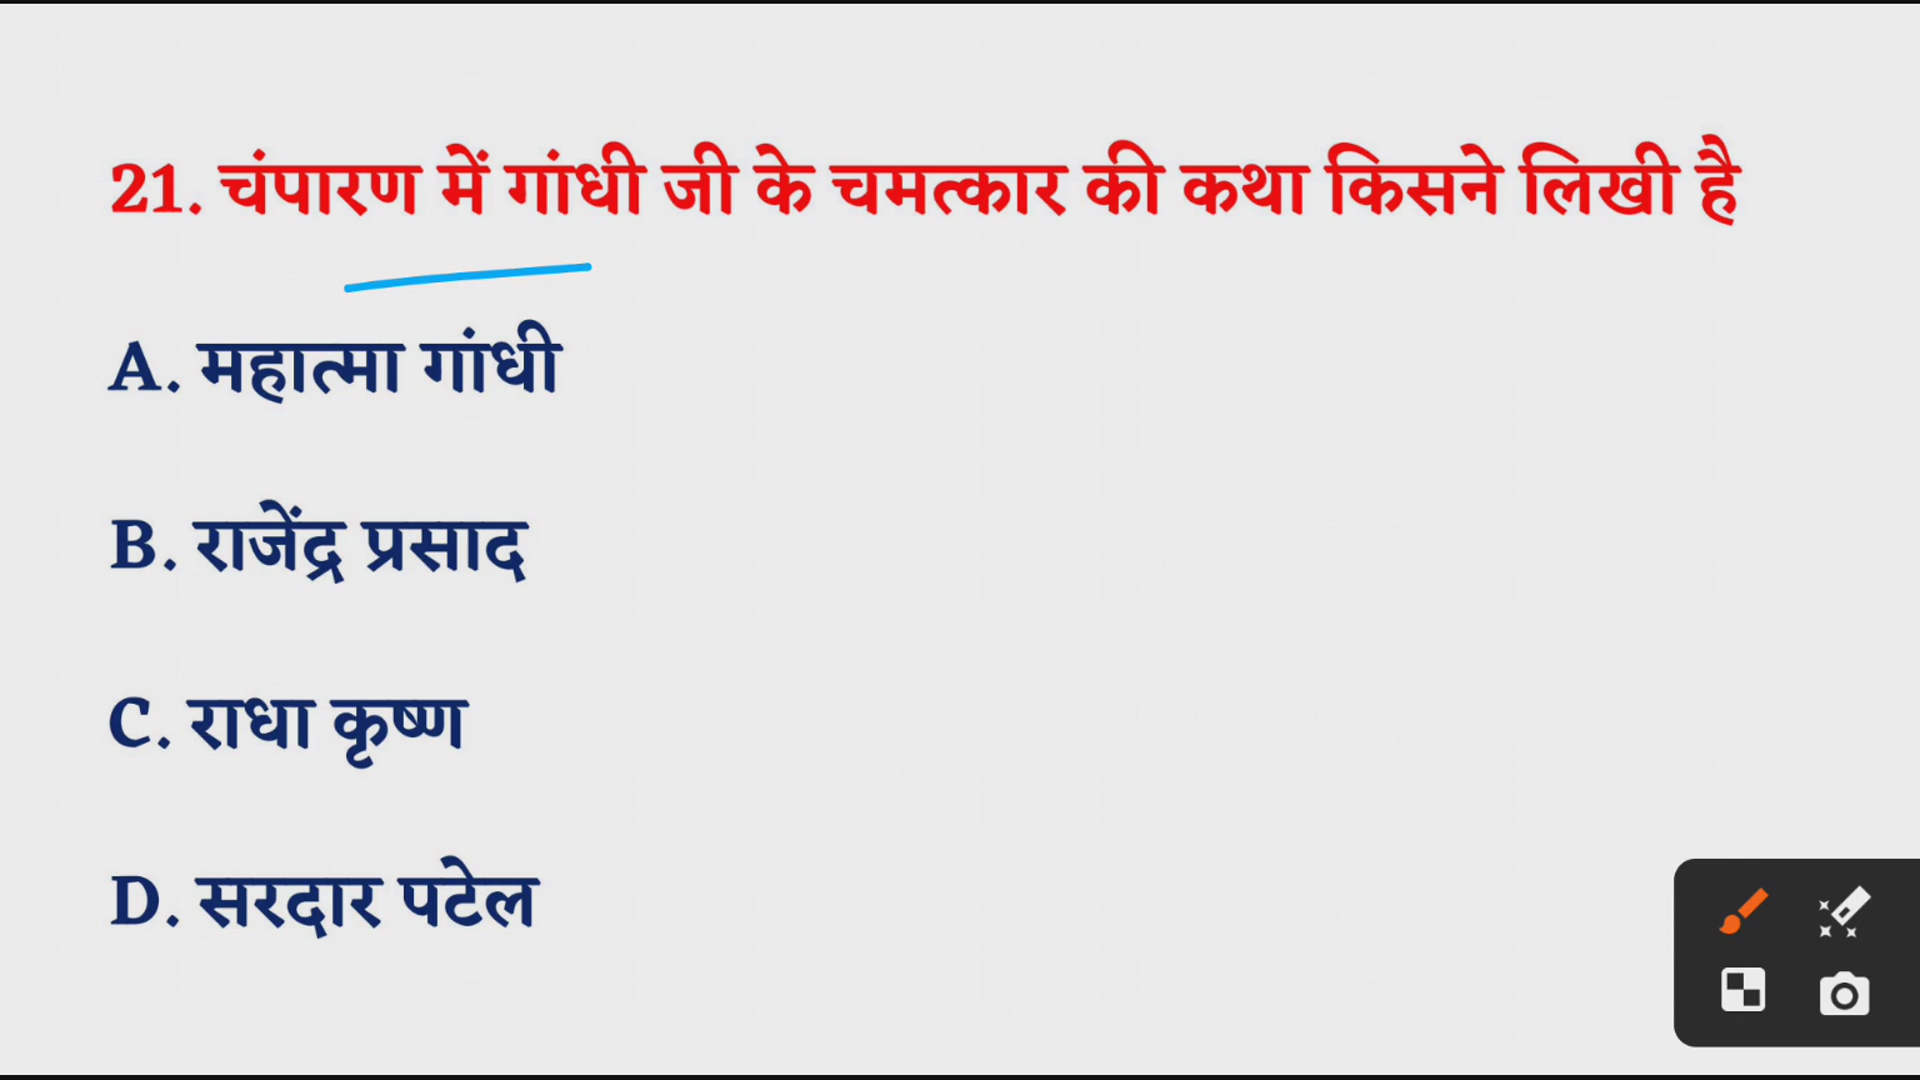 21. चंपारण में गांधी जी के चमत्कार की कथा किसने लिखी है
A. महात्मा गांधी
B. राजेंद्र प्रसाद
C. राधा कृष्ण
D. सरदार पटेल